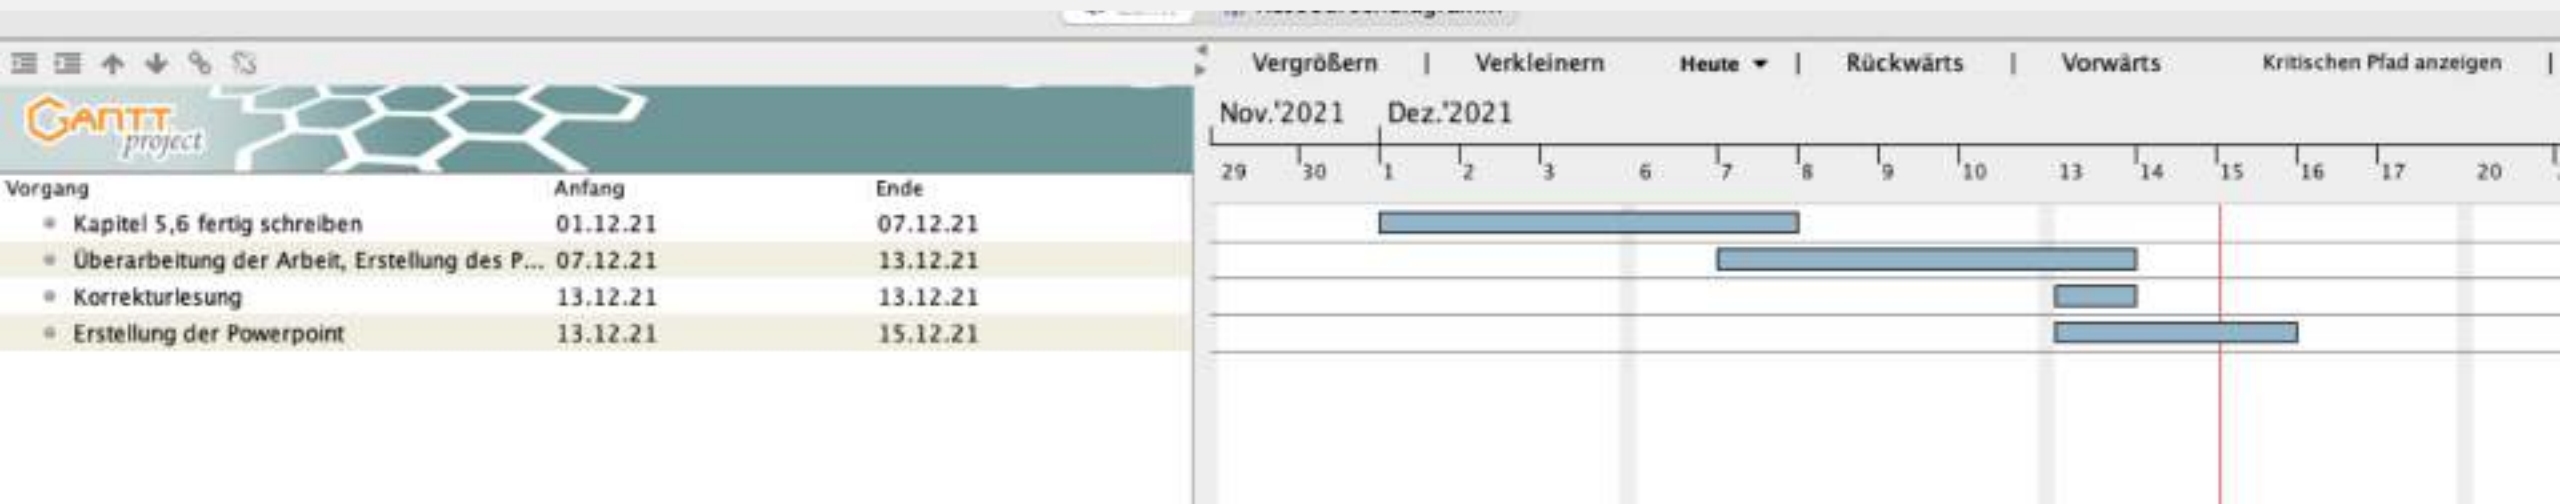 Vergrößern | Verkleinern Heute | Rückwärts | Vorwärts Kritischen Pfad anzeigen |
GANTT
project
Nov.'2021 Dez.'2021
29 30 1 2 3 6 7 8 9 10 13 14 15 16 17 20
Vorgang Anfang Ende
Kapitel 5,6 fertig schreiben 01.12.21 07.12.21
Überarbeitung der Arbeit, Erstellung des P... 07.12.21 13.12.21
Korrekturlesung 13.12.21 13.12.21
Erstellung der Powerpoint 13.12.21 15.12.21